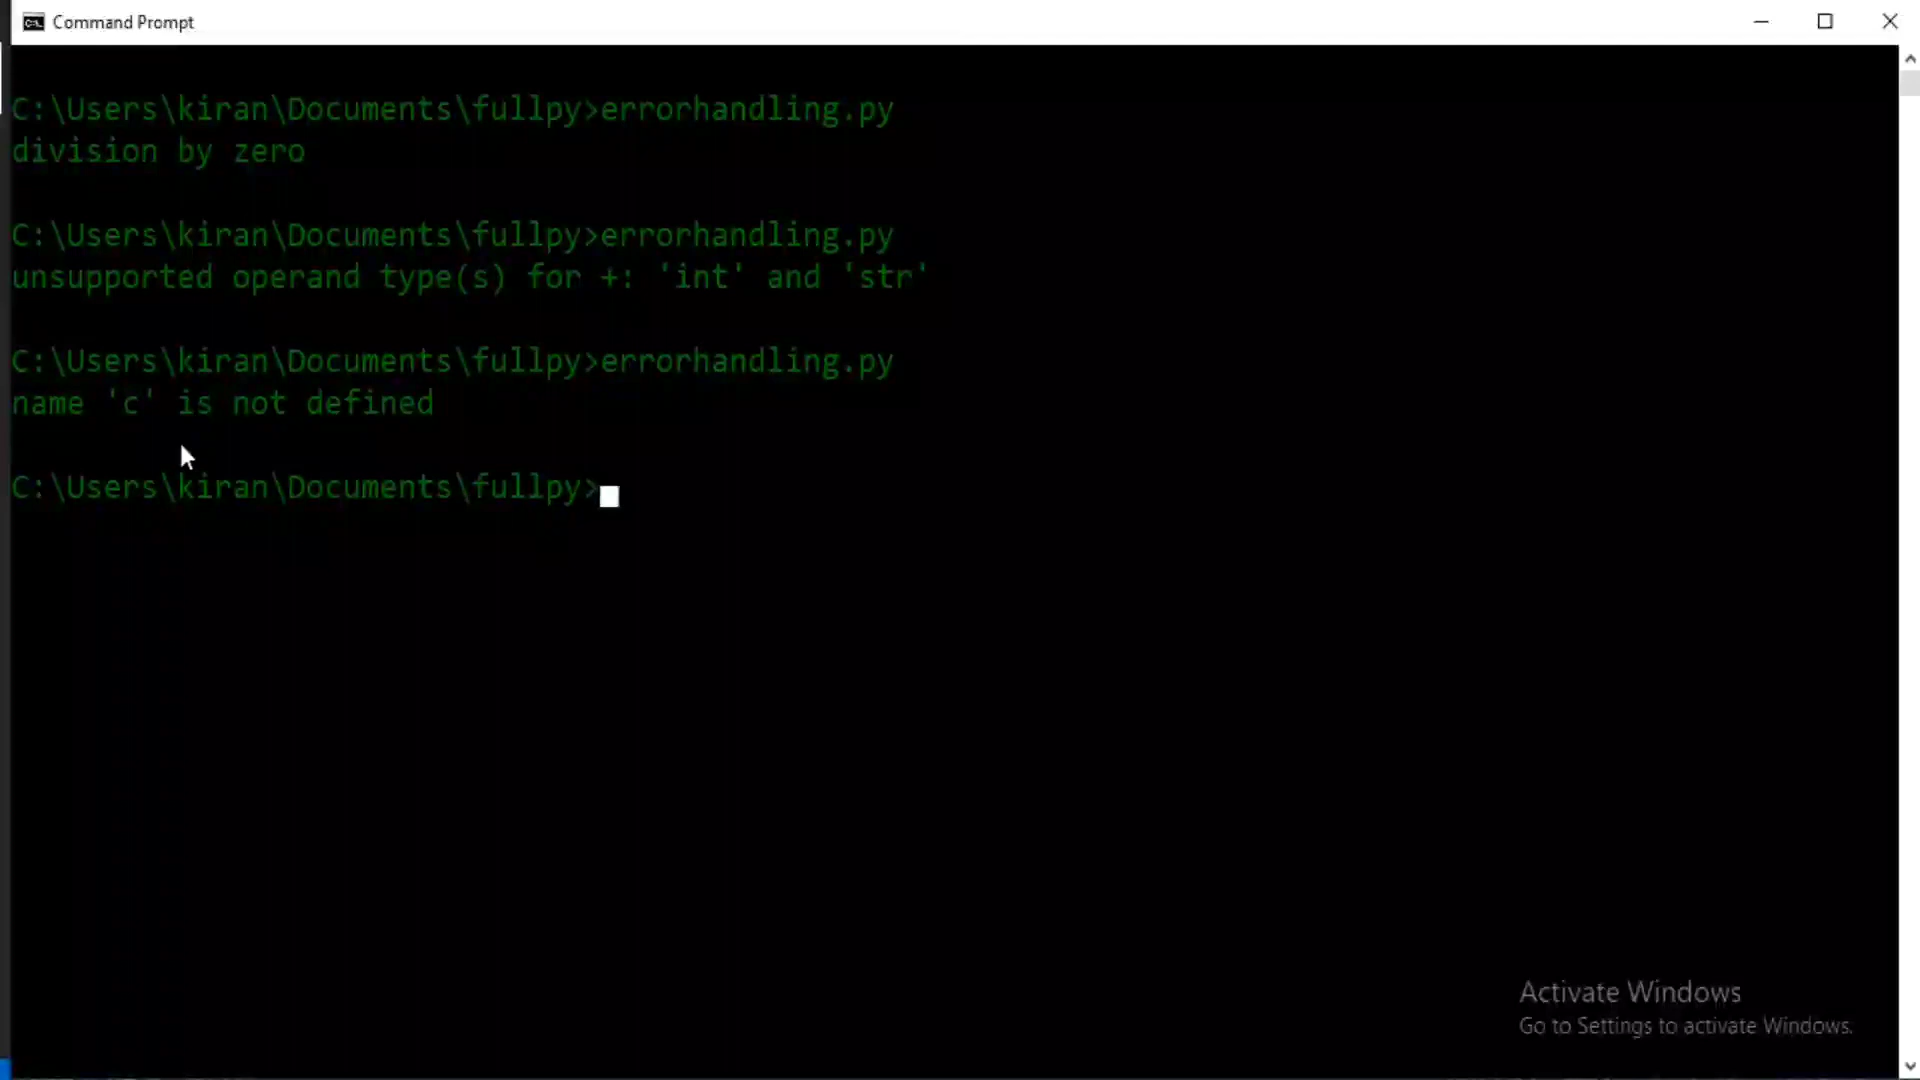 Command Prompt
C:\Users\kiran\Documents\fullpy>errorhandling.py
division by zero
C:\Users\kiran\Documents\fullpy>errorhandling.py
unsupported operand type(s) for +: 'int' and 'str'
C:\Users\kiran\Documents\fullpy>errorhandling.py
name 'c' is not defined
C:\Users\kiran\Documents\fullpy>
Activate Windows
Go to Settings to activate Windows.